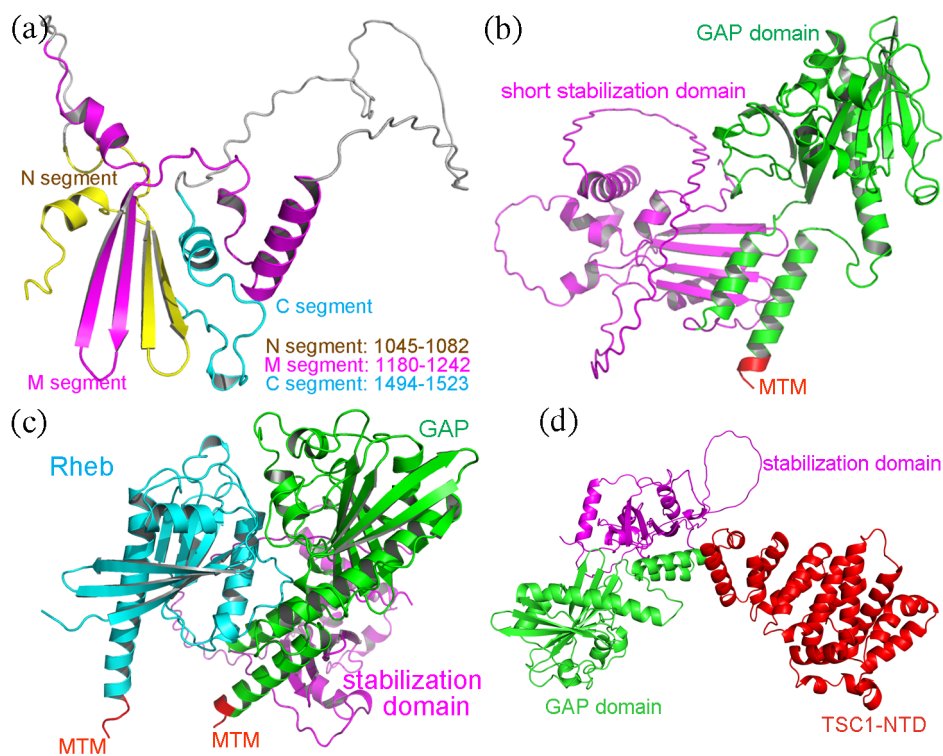 (a)
N segment
C segment
M segment
N segment: 1045-1082
M segment: 1180-1242
C segment: 1494-1523
(b)
GAP domain
short stabilization domain
MTM
(c)
GAP
Rheb
stabilization
domain
MTM
MTM
(d)
stabilization domain
GAP domain
TSC1-NTD